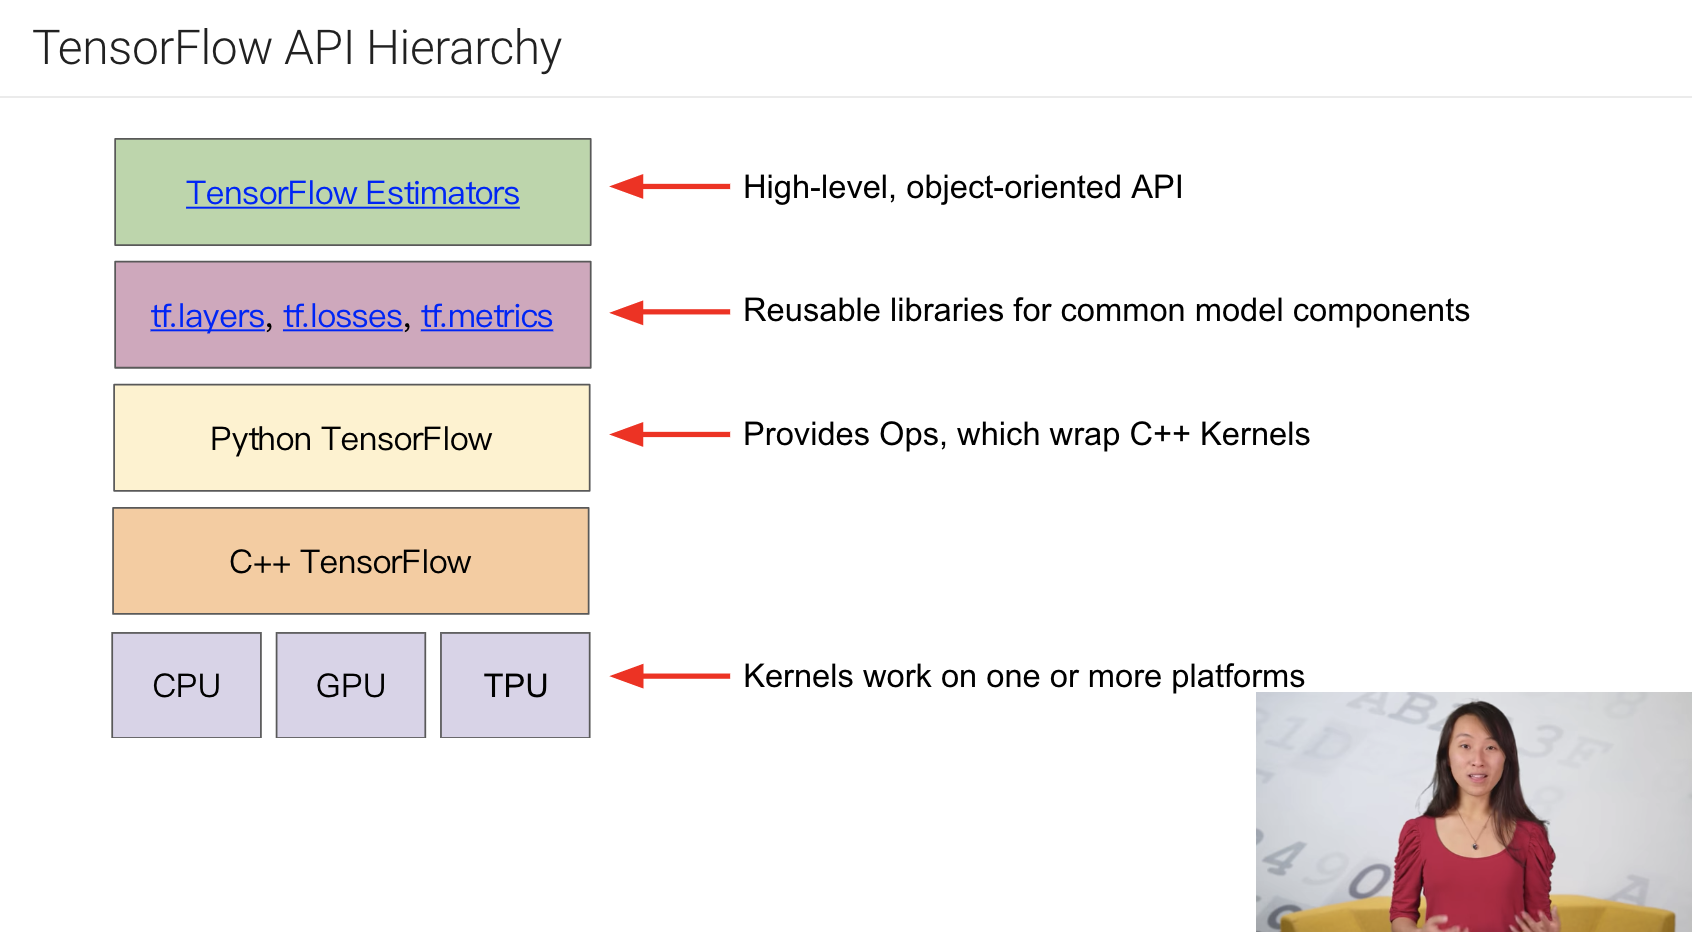 TensorFlow API Hierarchy
TensorFlow Estimators
High-level, object-oriented API
tf.layers, tf.losses, tf.metrics
Reusable libraries for common model components
Python TensorFlow
Provides Ops, which wrap C++ Kernels
C++ TensorFlow
CPU
GPU
TPU
Kernels work on one or more platforms